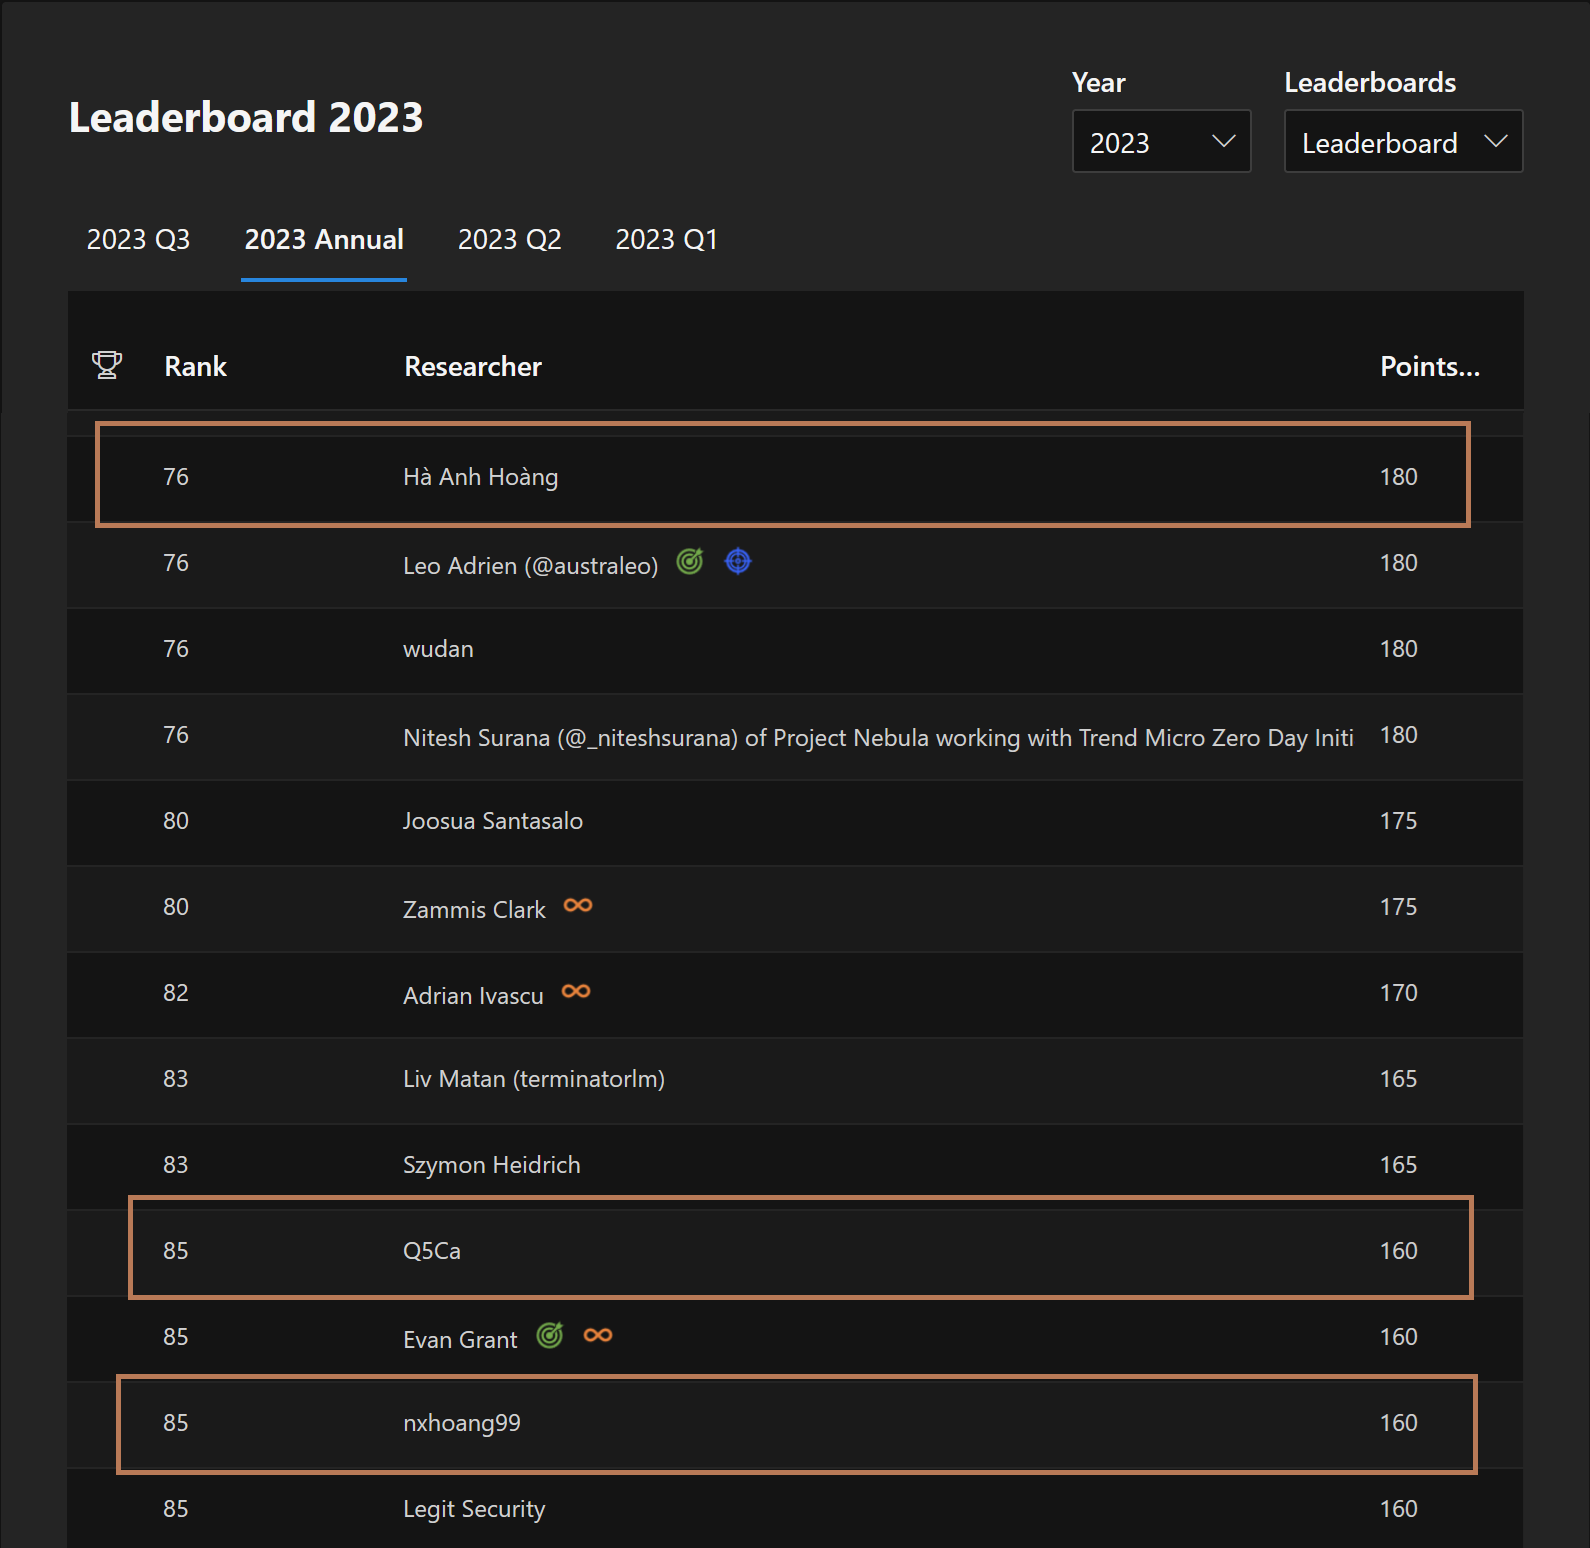 Leaderboard 2023
Year
2023
Leaderboards
Leaderboard
2023 Q3 2023 Annual 2023 Q2 2023 Q1
Rank Researcher Points...
76 Hà Anh Hoàng 180
76 Leo Adrien (@australeo) 180
76 wudan 180
76 Nitesh Surana (@_niteshsurana) of Project Nebula working with Trend Micro Zero Day Initi 180
80 Joosua Santasalo 175
80 Zammis Clark 175
82 Adrian Ivascu 170
83 Liv Matan (terminatorlm) 165
83 Szymon Heidrich 165
85 Q5Ca 160
85 Evan Grant 160
85 nxhoang99 160
85 Legit Security 160